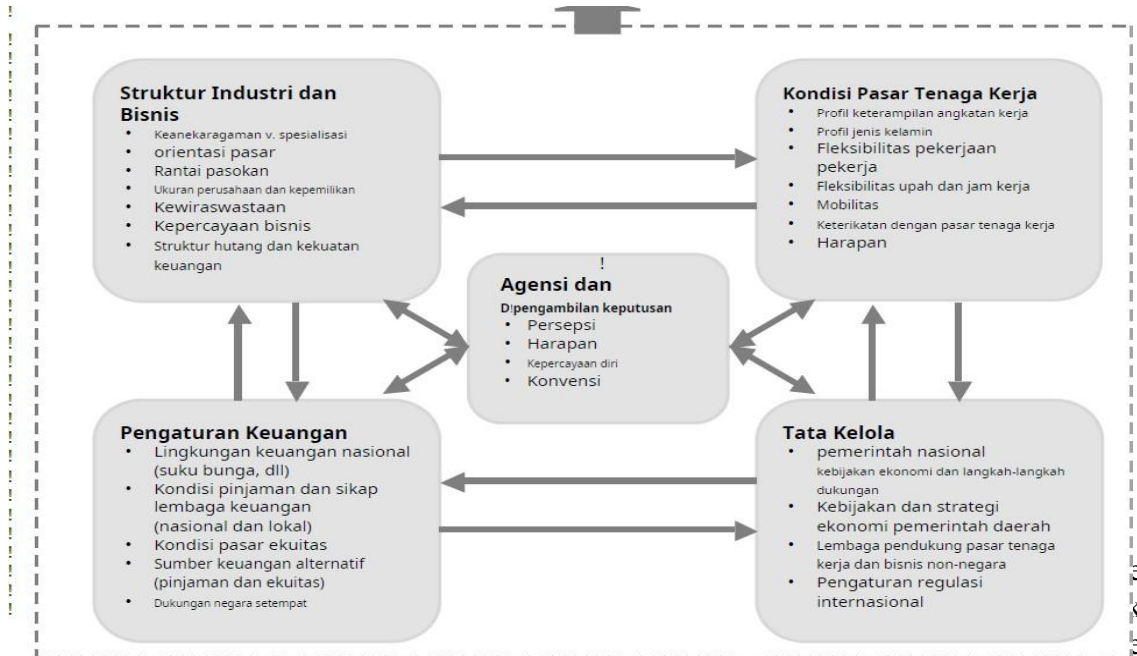 Struktur Industri dan
Bisnis
• Keanekaragaman v. spesialisasi
• orientasi pasar
• Rantai pasokan
• Ukuran perusahaan dan kepemilikan
• Kewiraswastaan
• Kepercayaan bisnis
• Struktur hutang dan kekuatan
keuangan
Kondisi Pasar Tenaga Kerja
• Profil keterampilan angkatan kerja
• Profil jenis kelamin
• Fleksibilitas pekerjaan
pekerja
• Fleksibilitas upah dan jam kerja
• Mobilitas
• Keterikatan dengan pasar tenaga kerja
• Harapan
!
Agensi dan
D!pengambilan keputusan
• Persepsi
• Harapan
• Kepercayaan diri
• Konvensi
Pengaturan Keuangan
• Lingkungan keuangan nasional
(suku bunga, dll)
• Kondisi pinjaman dan sikap
lembaga keuangan
(nasional dan lokal)
• Kondisi pasar ekuitas
• Sumber keuangan alternatif
(pinjaman dan ekuitas)
• Dukungan negara setempat
Tata Kelola
• pemerintah nasional
kebijakan ekonomi dan langkah-langkah
dukungan
• Kebijakan dan strategi
ekonomi pemerintah daerah
• Lembaga pendukung pasar tenaga
kerja dan bisnis non-negara
• Pengaturan regulasi
internasional